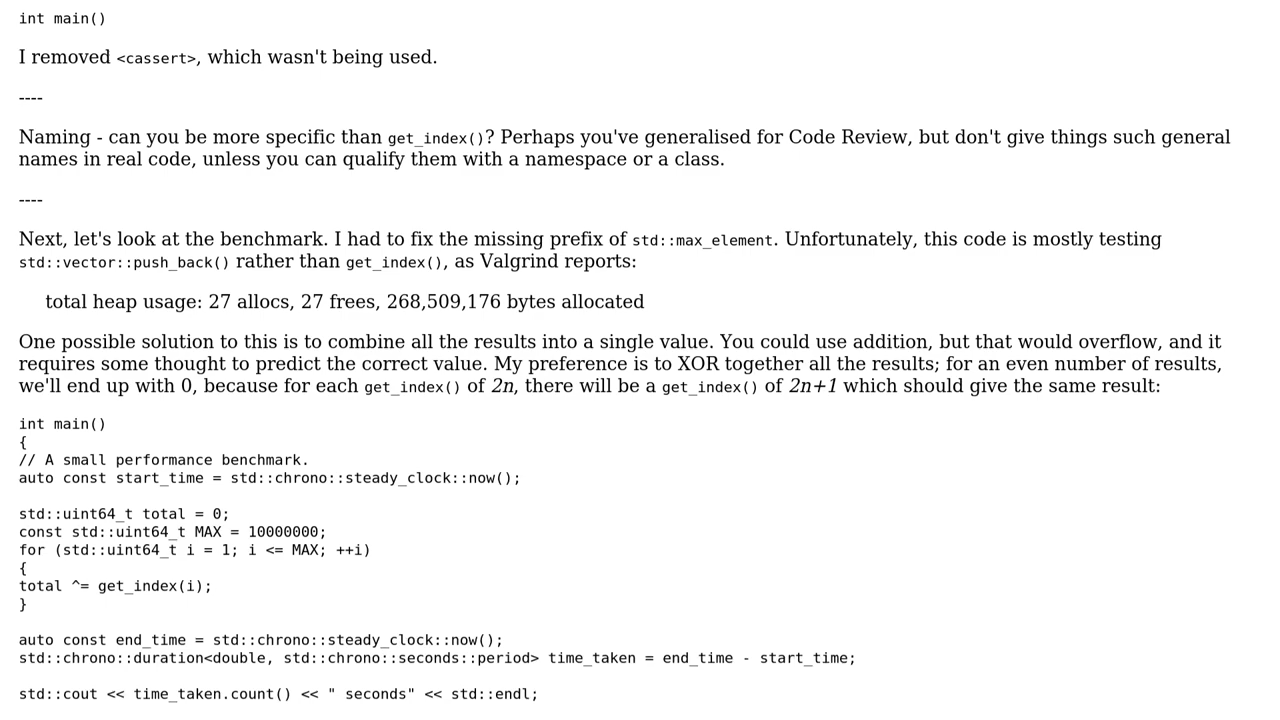 int main()
I removed <cassert>, which wasn't being used.
----
Naming - can you be more specific than get_index()? Perhaps you've generalised for Code Review, but don't give things such general
names in real code, unless you can qualify them with a namespace or a class.
----
Next, let's look at the benchmark. I had to fix the missing prefix of std::max_element. Unfortunately, this code is mostly testing
std::vector::push_back() rather than get_index(), as Valgrind reports:
total heap usage: 27 allocs, 27 frees, 268,509,176 bytes allocated
One possible solution to this is to combine all the results into a single value. You could use addition, but that would overflow, and it
requires some thought to predict the correct value. My preference is to XOR together all the results; for an even number of results,
we'll end up with 0, because for each get_index() of 2n, there will be a get_index() of 2n+1 which should give the same result:
int main()
{
// A small performance benchmark.
auto const start_time = std::chrono::steady_clock::now();
std::uint64_t total = 0;
const std::uint64_t MAX = 10000000;
for (std::uint64_t i = 1; i <= MAX; ++i)
{
total ^= get_index(i);
}
auto const end_time = std::chrono::steady_clock::now();
std::chrono::duration<double, std::chrono::seconds::period> time_taken = end_time - start_time;
std::cout << time_taken.count() << " seconds" << std::endl;